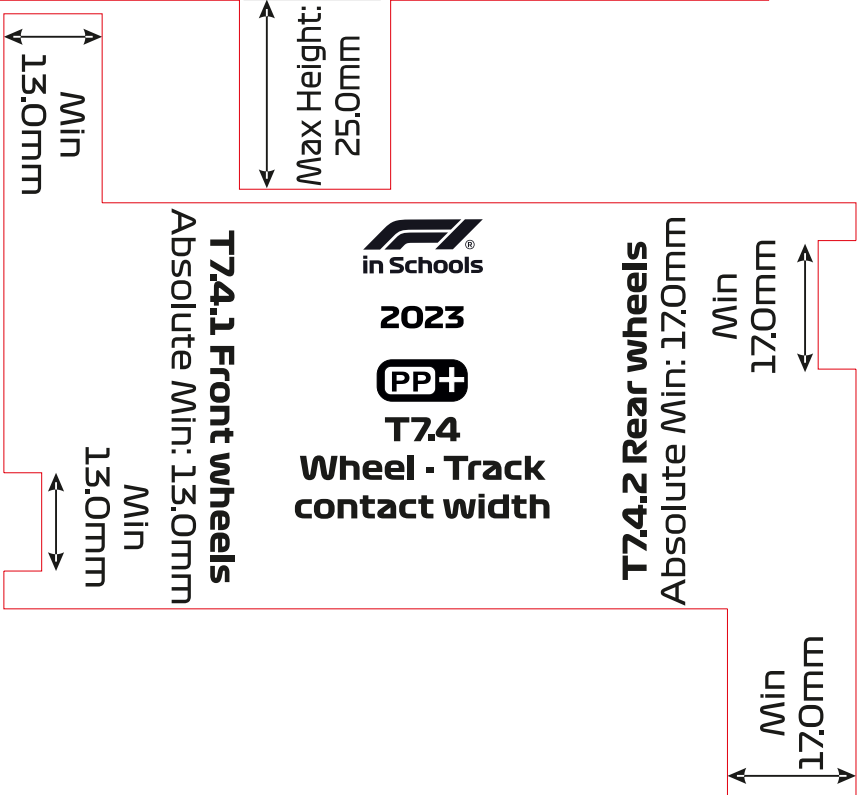 Min
13.0mm
Max Height:
25.0mm
F1 ®
in Schools
2023
PP+
T7.4
Wheel - Track
contact width
T7.4.1 Front wheels
Absolute Min: 13.0mm
T7.4.2 Rear wheels
Absolute Min: 17.0mm
Min
17.0mm
Min
13.0mm
Min
17.0mm